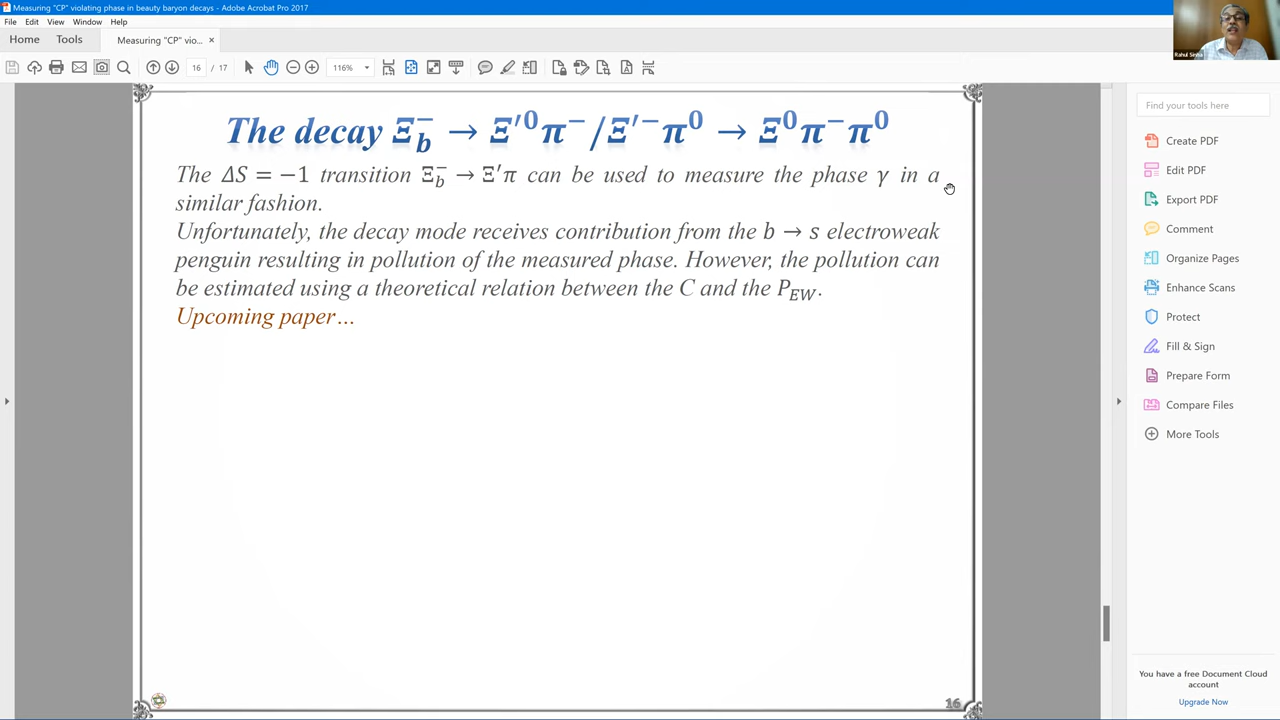 Measuring "CP" violating phase in beauty baryon decays - Adobe Acrobat Pro 2017
File Edit View Window Help
Home Tools Measuring "CP" vio... ×
16 / 17 116%
Rahul Sinha
Find your tools here
The decay Ξ_b^- → Ξ'^0 π^- / Ξ'^- π^0 → Ξ^0 π^- π^0
The ΔS = −1 transition Ξ_b^- → Ξ'π can be used to measure the phase γ in a
similar fashion.
Unfortunately, the decay mode receives contribution from the b → s electroweak
penguin resulting in pollution of the measured phase. However, the pollution can
be estimated using a theoretical relation between the C and the P_EW.
Upcoming paper...
16
Create PDF
Edit PDF
Export PDF
Comment
Organize Pages
Enhance Scans
Protect
Fill & Sign
Prepare Form
Compare Files
More Tools
You have a free Document Cloud
account
Upgrade Now